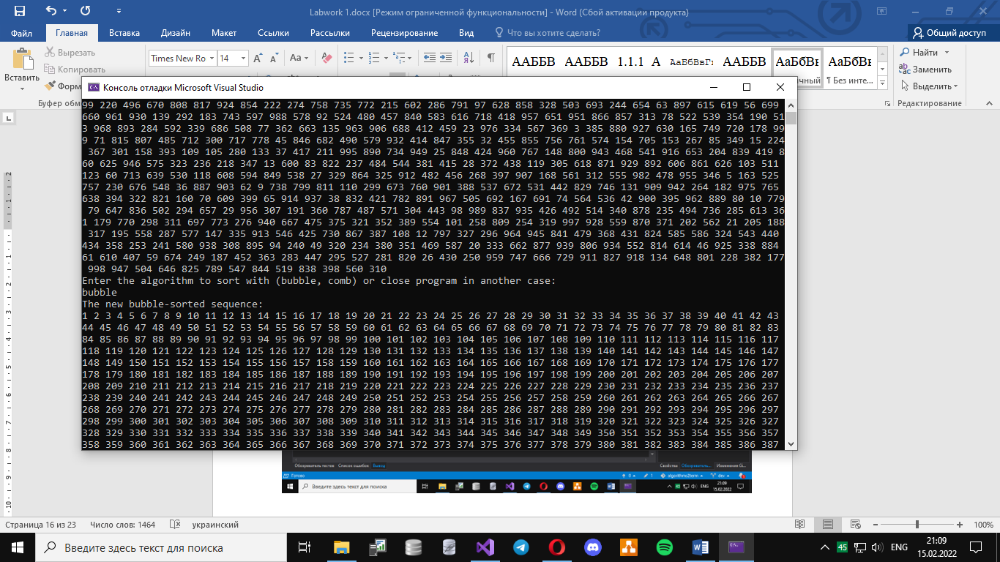 Labwork 1.docx [Режим ограниченной функциональности] - Word (Сбой активации продукта)
Файл Главная Вставка Дизайн Макет Ссылки Рассылки Рецензирование Вид Что вы хотите сделать? Общий доступ
Вставить
Вырезать
Копировать
Форм
Буфер обм
Times New Ro 14
ААББВ ААББВ 1.1.1 А АаБбВвГг ААББВ АаБбВв АаБбВв
ычный ¶ Без инте...
Найти
Заменить
Выделить
Редактирование
Консоль отладки Microsoft Visual Studio
99 220 496 670 808 817 924 854 222 274 758 735 772 215 602 286 791 97 628 858 328 503 693 244 654 63 897 615 619 56 699
660 961 930 139 292 183 743 597 988 578 92 524 480 457 840 583 616 718 418 957 651 951 866 857 313 78 522 539 354 190 51
3 968 893 284 592 339 686 508 77 362 663 135 963 906 688 412 459 23 976 334 567 369 3 385 880 927 630 165 749 720 178 99
9 71 815 807 485 712 300 717 778 45 846 682 490 579 932 414 847 355 32 455 855 756 761 574 154 705 153 267 85 349 15 224
367 301 158 393 109 105 280 133 37 417 211 995 890 734 949 25 848 424 960 767 148 800 943 468 541 916 653 204 839 419 8
60 625 946 575 323 236 218 347 13 600 83 822 237 484 544 381 415 28 372 438 119 305 618 871 929 892 606 861 626 103 511
123 60 713 639 530 118 608 594 849 538 27 329 864 325 912 482 456 268 397 907 168 561 312 555 982 478 955 346 5 163 525
757 230 676 548 36 887 903 62 9 738 799 811 110 299 673 760 901 388 537 672 531 442 829 746 131 909 942 264 182 975 765
638 394 322 821 160 70 609 399 65 914 937 38 832 421 782 891 967 505 692 167 691 74 564 536 42 900 395 962 889 80 10 779
79 647 836 502 294 657 29 956 307 191 360 787 487 571 304 443 98 989 837 935 426 492 514 340 878 235 494 736 285 613 36
1 179 770 298 311 697 773 276 940 667 475 375 321 352 389 554 101 258 809 254 319 997 928 559 870 371 202 562 21 205 188
317 195 558 287 577 147 335 913 546 425 730 867 387 108 12 797 327 296 964 945 841 479 368 431 824 585 586 324 543 440
434 358 253 241 580 938 308 895 94 240 49 320 234 380 351 469 587 20 333 662 877 939 806 934 552 814 614 46 925 338 884
61 610 407 59 674 249 187 452 363 283 447 295 527 281 820 26 430 250 959 747 666 729 911 827 918 134 648 801 228 382 177
998 947 504 646 825 789 547 844 519 838 398 560 310
Enter the algorithm to sort with (bubble, comb) or close program in another case:
bubble
The new bubble-sorted sequence:
1 2 3 4 5 6 7 8 9 10 11 12 13 14 15 16 17 18 19 20 21 22 23 24 25 26 27 28 29 30 31 32 33 34 35 36 37 38 39 40 41 42 43
44 45 46 47 48 49 50 51 52 53 54 55 56 57 58 59 60 61 62 63 64 65 66 67 68 69 70 71 72 73 74 75 76 77 78 79 80 81 82 83
84 85 86 87 88 89 90 91 92 93 94 95 96 97 98 99 100 101 102 103 104 105 106 107 108 109 110 111 112 113 114 115 116 117
118 119 120 121 122 123 124 125 126 127 128 129 130 131 132 133 134 135 136 137 138 139 140 141 142 143 144 145 146 147
148 149 150 151 152 153 154 155 156 157 158 159 160 161 162 163 164 165 166 167 168 169 170 171 172 173 174 175 176 177
178 179 180 181 182 183 184 185 186 187 188 189 190 191 192 193 194 195 196 197 198 199 200 201 202 203 204 205 206 207
208 209 210 211 212 213 214 215 216 217 218 219 220 221 222 223 224 225 226 227 228 229 230 231 232 233 234 235 236 237
238 239 240 241 242 243 244 245 246 247 248 249 250 251 252 253 254 255 256 257 258 259 260 261 262 263 264 265 266 267
268 269 270 271 272 273 274 275 276 277 278 279 280 281 282 283 284 285 286 287 288 289 290 291 292 293 294 295 296 297
298 299 300 301 302 303 304 305 306 307 308 309 310 311 312 313 314 315 316 317 318 319 320 321 322 323 324 325 326 327
328 329 330 331 332 333 334 335 336 337 338 339 340 341 342 343 344 345 346 347 348 349 350 351 352 353 354 355 356 357
358 359 360 361 362 363 364 365 366 367 368 369 370 371 372 373 374 375 376 377 378 379 380 381 382 383 384 385 386 387
Обозреватель тестов Список ошибок Вывод Свойства Обозреватель... Изменения Gi...
Готово 0 1 algorithms2term dev
Введите здесь текст для поиска 45 ENG 21:09
15.02.2022
Страница 16 из 23 Число слов: 1464 украинский 100%
Введите здесь текст для поиска 45 ENG 21:09
15.02.2022